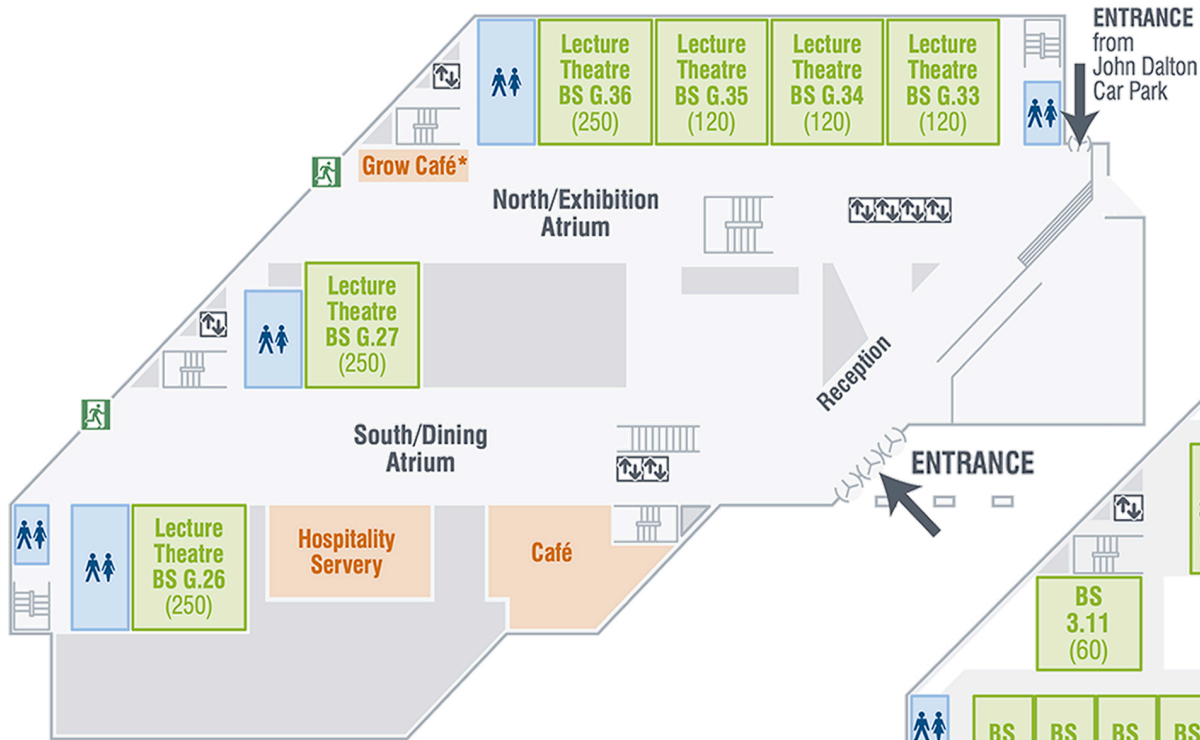 ENTRANCE
from
John Dalton
Car Park
Lecture
Theatre
BS G.36
(250)
Lecture
Theatre
BS G.35
(120)
Lecture
Theatre
BS G.34
(120)
Lecture
Theatre
BS G.33
(120)
Grow Café*
North/Exhibition
Atrium
Lecture
Theatre
BS G.27
(250)
Reception
South/Dining
Atrium
ENTRANCE
Lecture
Theatre
BS G.26
(250)
Hospitality
Servery
Café
BS
3.11
(60)
BS
BS
BS
BS